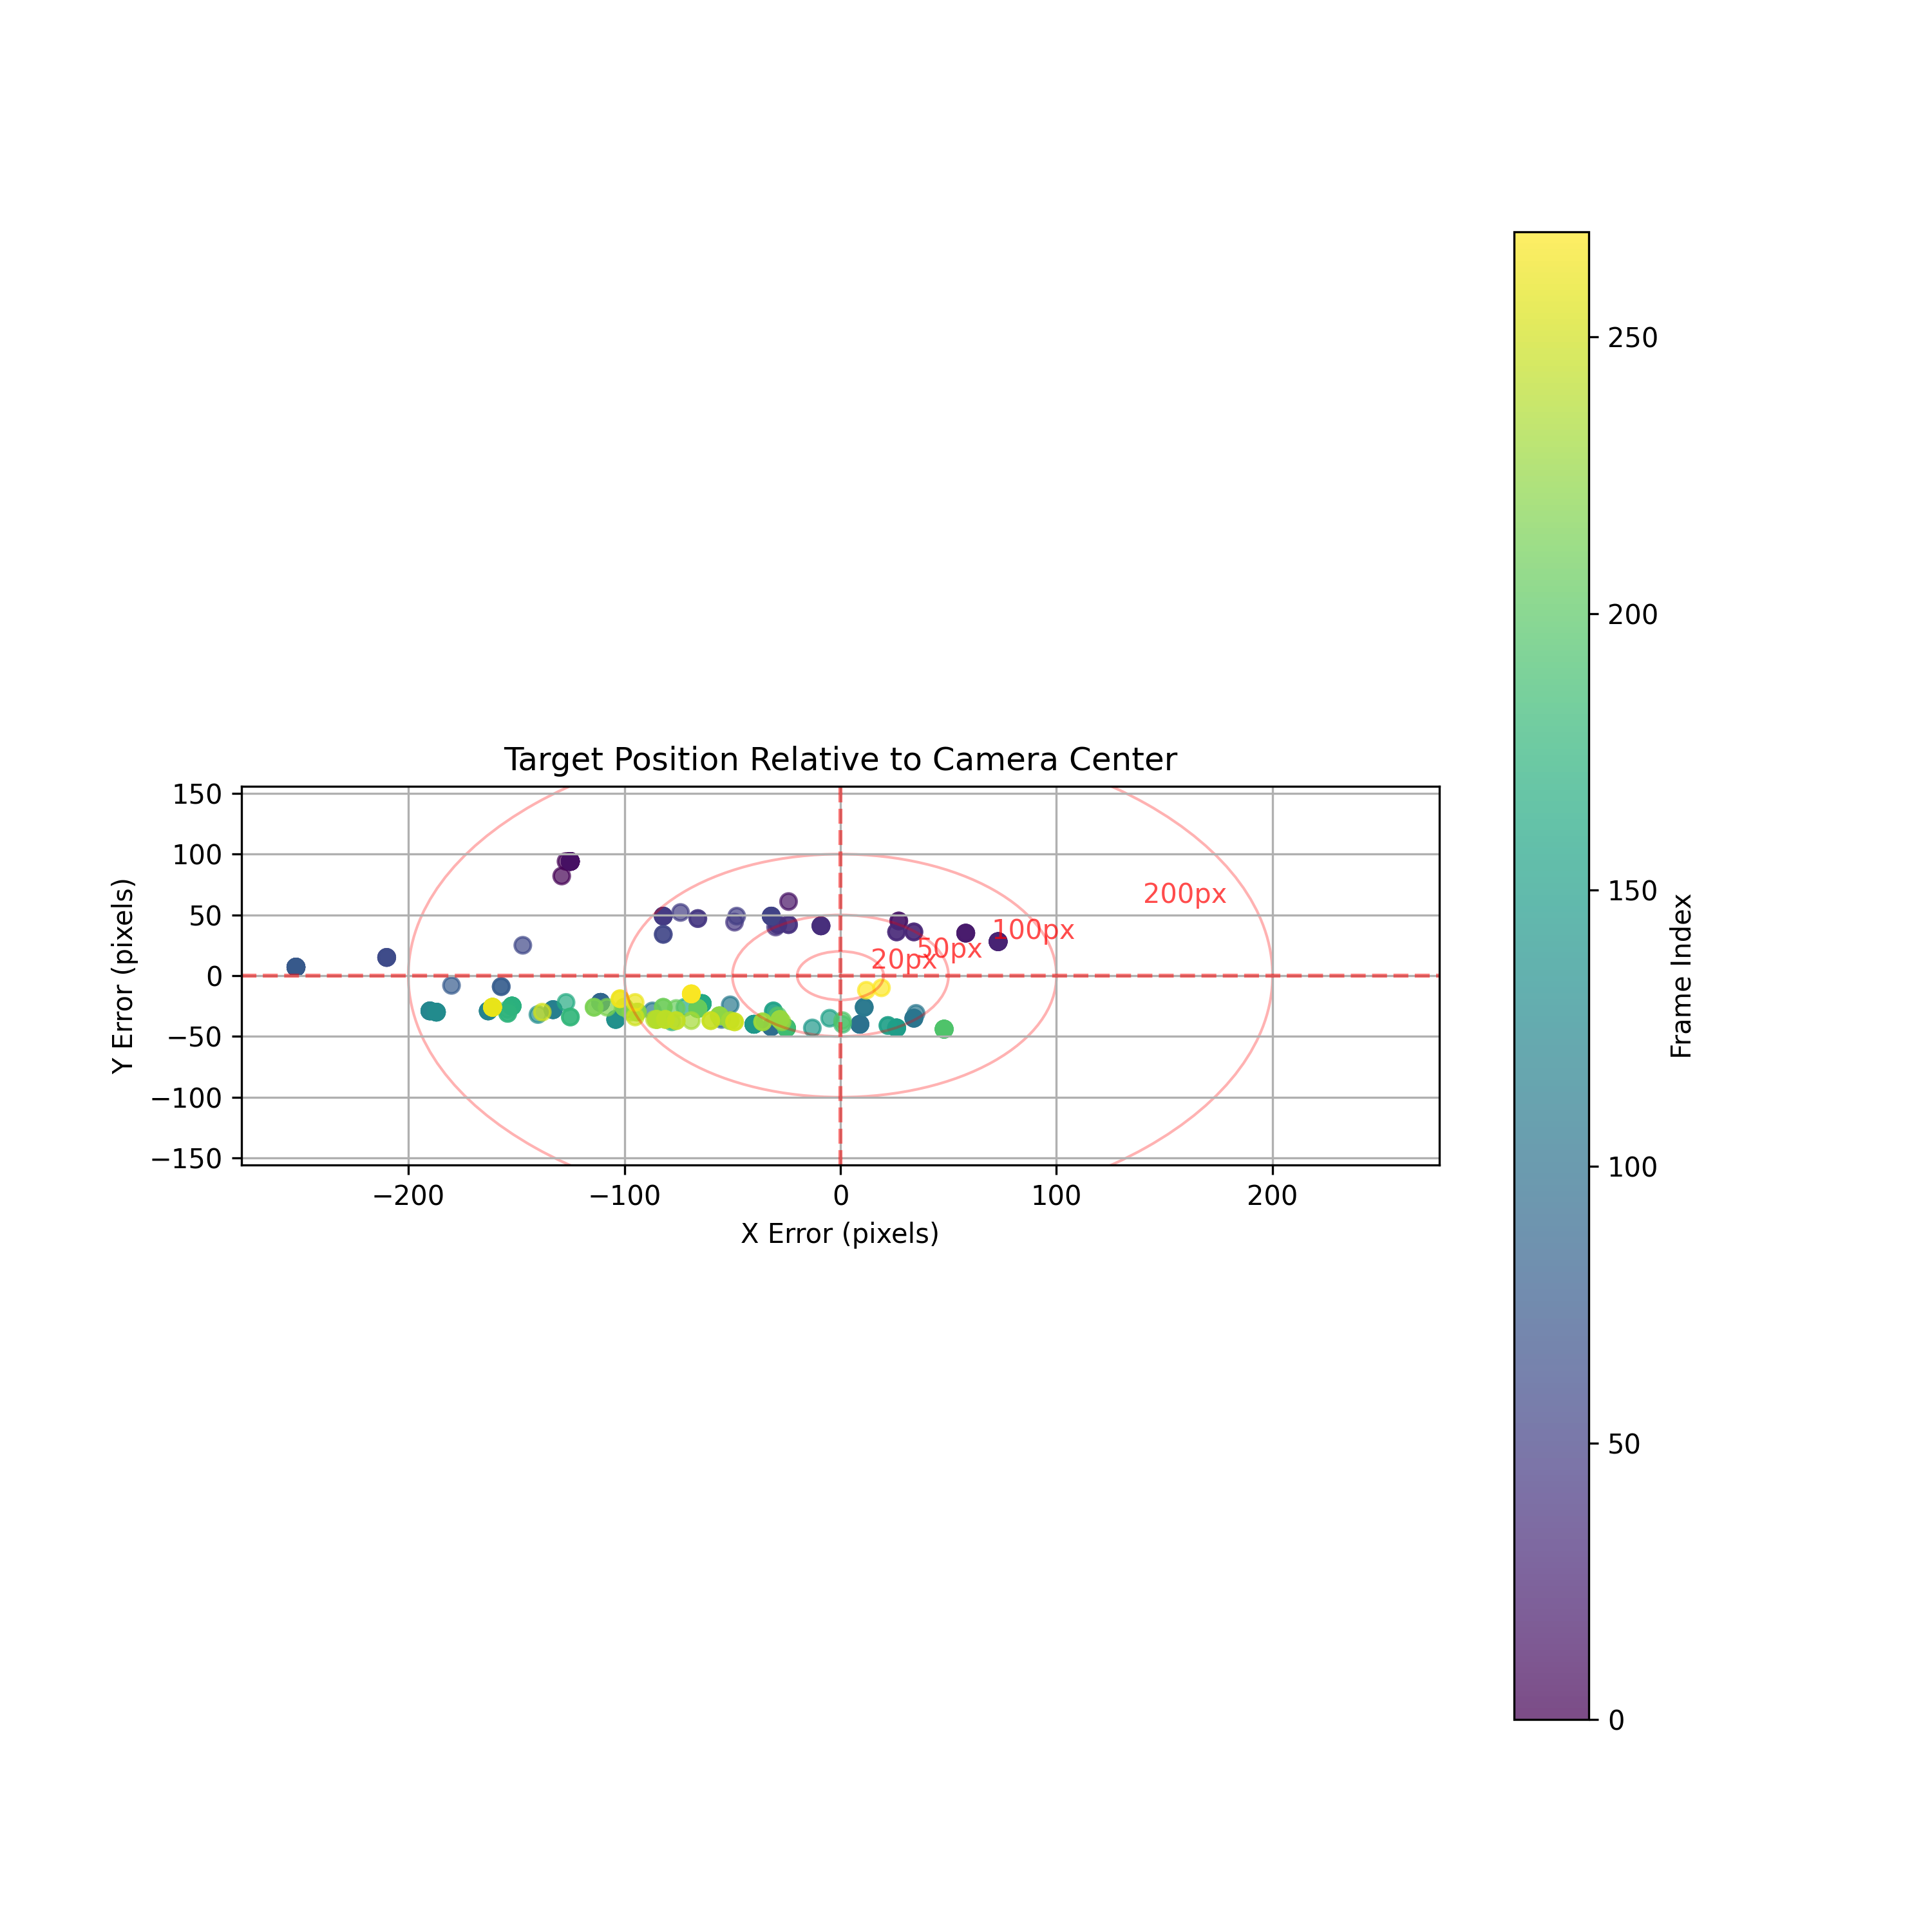 Target Position Relative to Camera Center
150
100
50
0
−50
−100
−150
Y Error (pixels)
200px
100px
50px
20px
−200
−100
0
100
200
X Error (pixels)
250
200
150
100
50
0
Frame Index